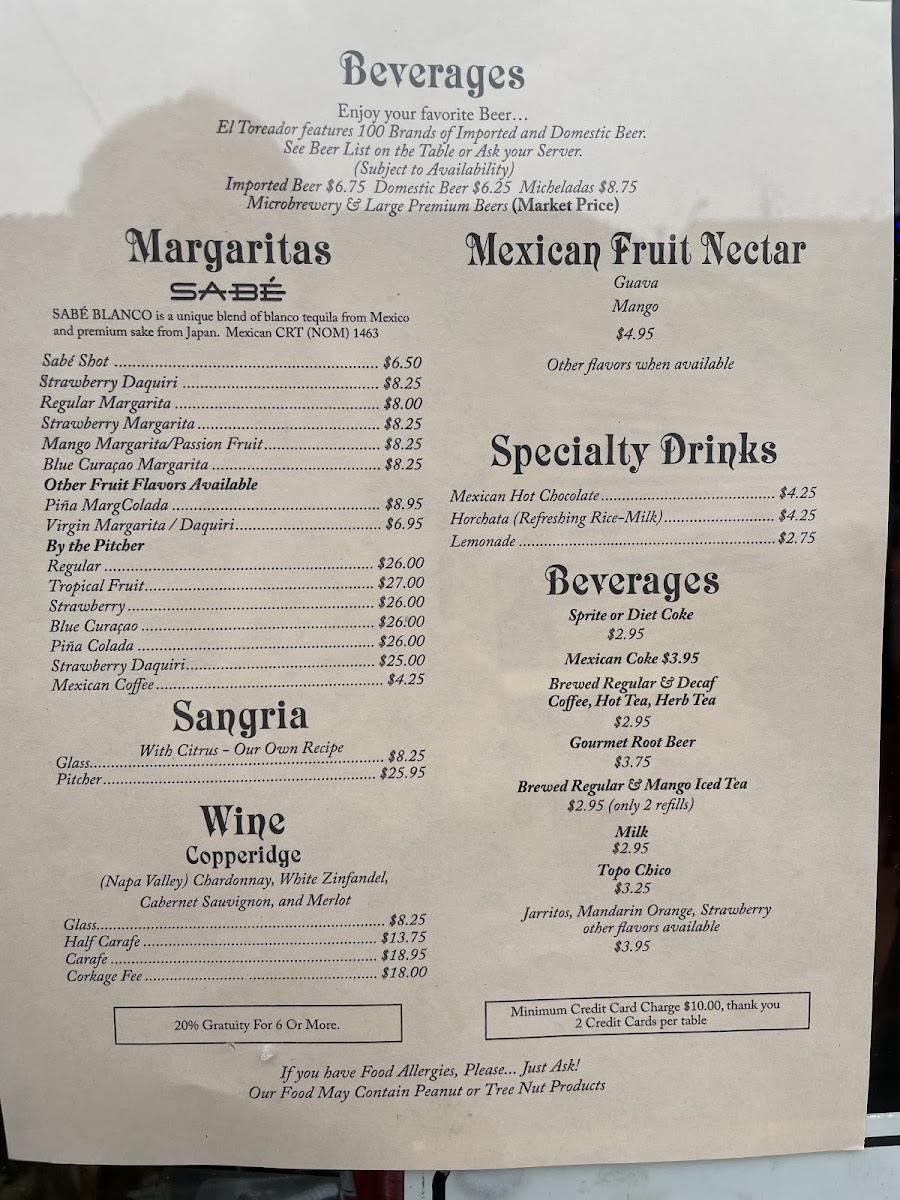 Beverages
Enjoy your favorite Beer...
El Toreador features 100 Brands of Imported and Domestic Beer.
See Beer List on the Table or Ask your Server.
(Subject to Availability)
Imported Beer $6.75 Domestic Beer $6.25 Micheladas $8.75
Microbrewery & Large Premium Beers (Market Price)
Margaritas
SABÉ
SABÉ BLANCO is a unique blend of blanco tequila from Mexico
and premium sake from Japan. Mexican CRT (NOM) 1463
Sabé Shot $6.50
Strawberry Daquiri $8.25
Regular Margarita $8.00
Strawberry Margarita $8.25
Mango Margarita/Passion Fruit $8.25
Blue Curaçao Margarita $8.25
Other Fruit Flavors Available
Piña MargColada $8.95
Virgin Margarita / Daquiri $6.95
By the Pitcher
Regular $26.00
Tropical Fruit $27.00
Strawberry $26.00
Blue Curaçao $26.00
Piña Colada $26.00
Strawberry Daquiri $25.00
Mexican Coffee $4.25
Sangria
With Citrus - Our Own Recipe
Glass $8.25
Pitcher $25.95
Wine
Copperidge
(Napa Valley) Chardonnay, White Zinfandel,
Cabernet Sauvignon, and Merlot
Glass $8.25
Half Carafe $13.75
Carafe $18.95
Corkage Fee $18.00
20% Gratuity For 6 Or More.
Mexican Fruit Nectar
Guava
Mango
$4.95
Other flavors when available
Specialty Drinks
Mexican Hot Chocolate $4.25
Horchata (Refreshing Rice-Milk) $4.25
Lemonade $2.75
Beverages
Sprite or Diet Coke
$2.95
Mexican Coke $3.95
Brewed Regular & Decaf
Coffee, Hot Tea, Herb Tea
$2.95
Gourmet Root Beer
$3.75
Brewed Regular & Mango Iced Tea
$2.95 (only 2 refills)
Milk
$2.95
Topo Chico
$3.25
Jarritos, Mandarin Orange, Strawberry
other flavors available
$3.95
Minimum Credit Card Charge $10.00, thank you
2 Credit Cards per table
If you have Food Allergies, Please... Just Ask!
Our Food May Contain Peanut or Tree Nut Products